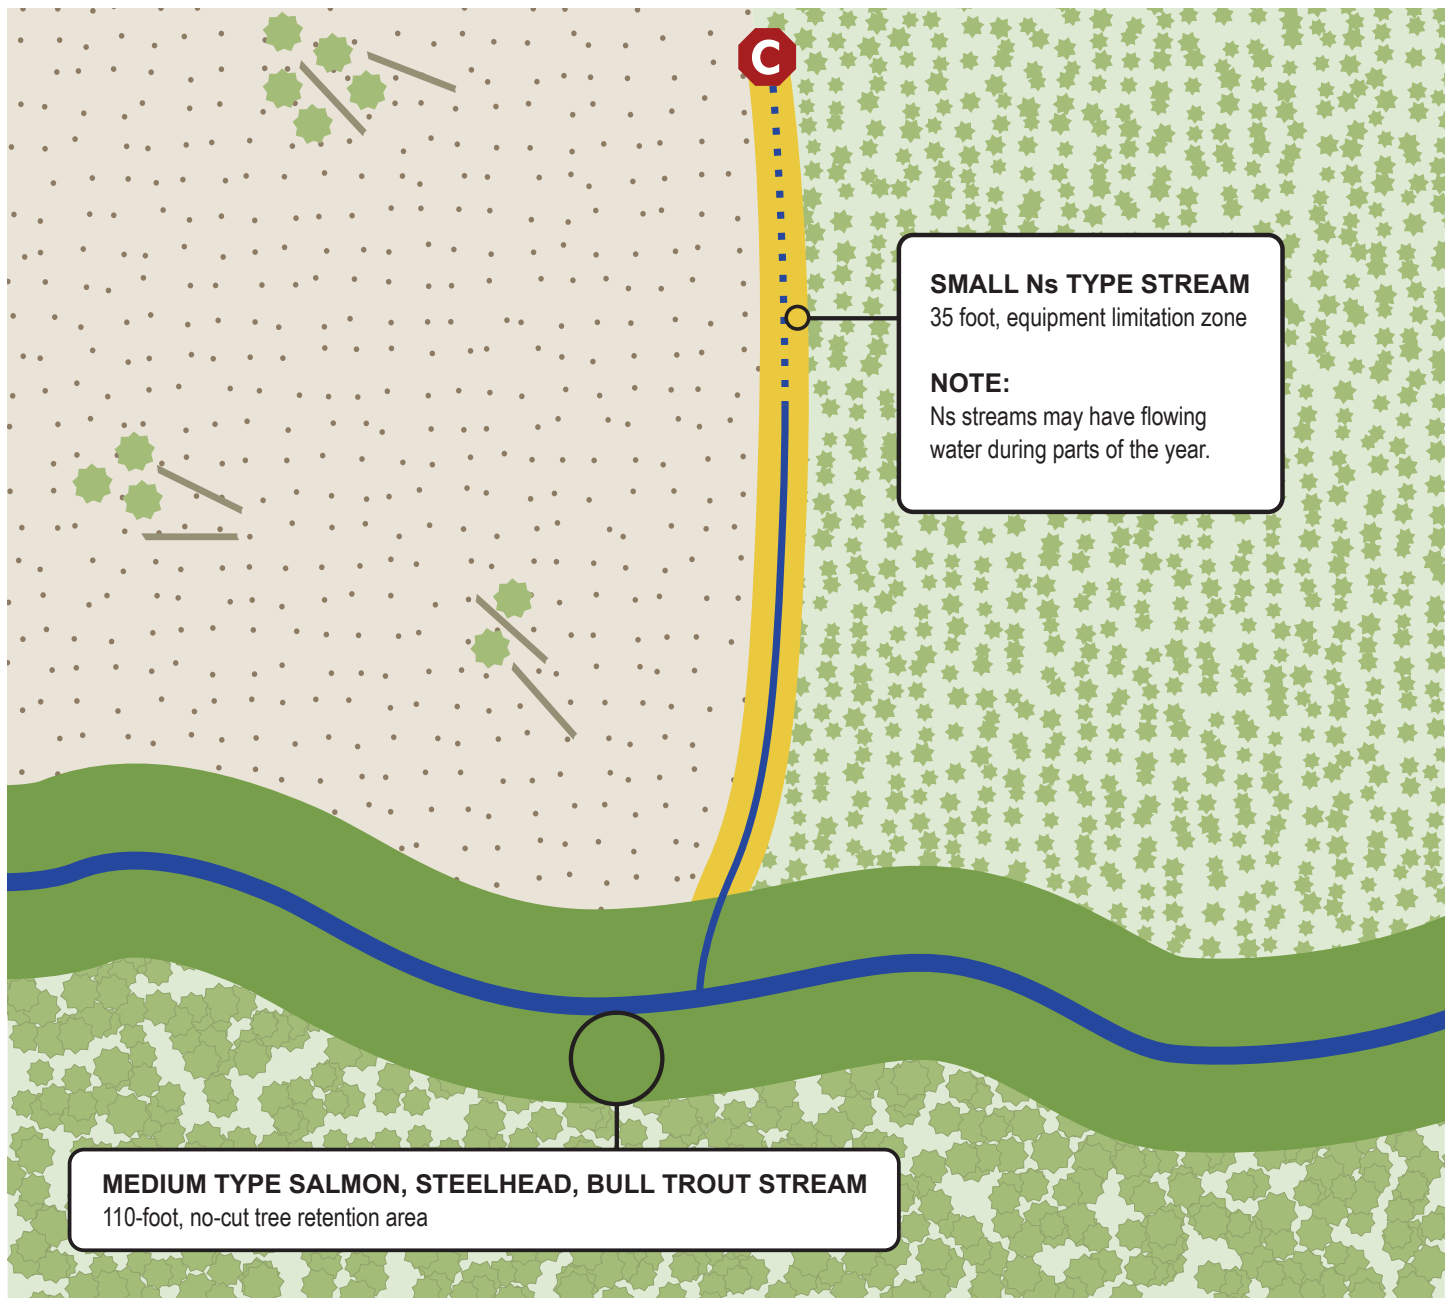 C
SMALL Ns TYPE STREAM
35 foot, equipment limitation zone
NOTE:
Ns streams may have flowing
water during parts of the year.
MEDIUM TYPE SALMON, STEELHEAD, BULL TROUT STREAM
110-foot, no-cut tree retention area